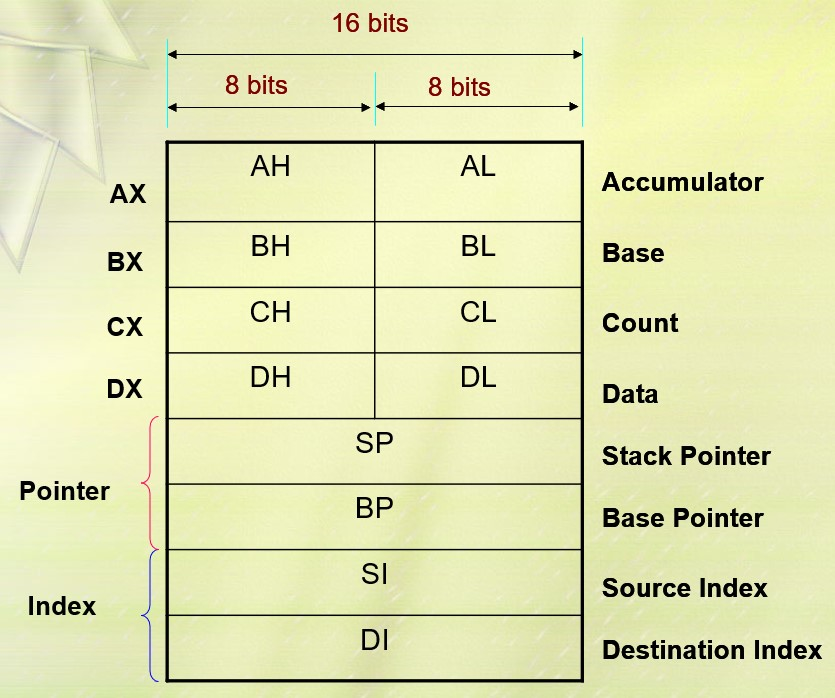 16 bits
8 bits
8 bits
AX
AH
AL
Accumulator
BX
BH
BL
Base
CX
CH
CL
Count
DX
DH
DL
Data
Pointer
SP
Stack Pointer
BP
Base Pointer
Index
SI
Source Index
DI
Destination Index